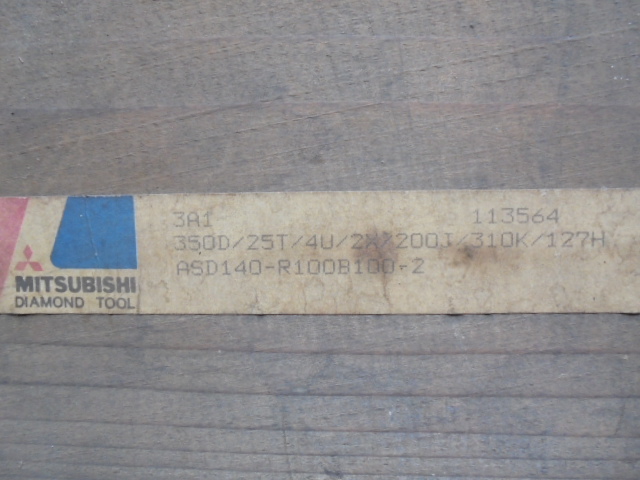 3A1 113564
350D/25T/4U/2X/200J/310K/127H
ASD140-R100B100-2
MITSUBISHI
DIAMOND TOOL